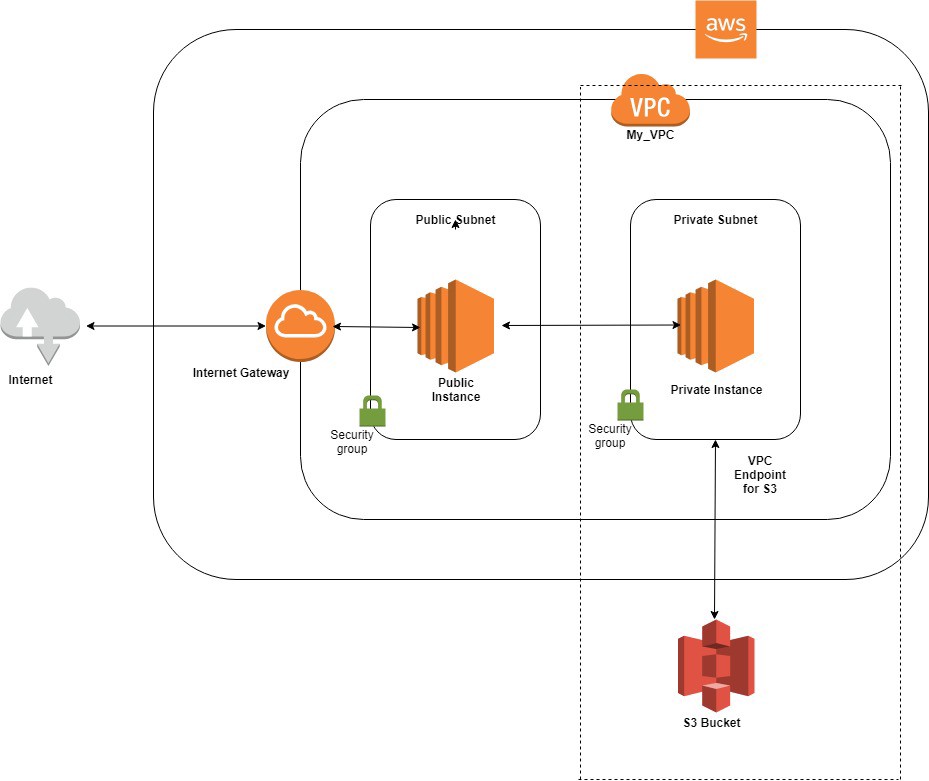 aws
VPC
My_VPC
Public Subnet
Private Subnet
Internet Gateway
Internet
Public
Instance
Private Instance
Security
group
Security
group
VPC
Endpoint
for S3
S3 Bucket